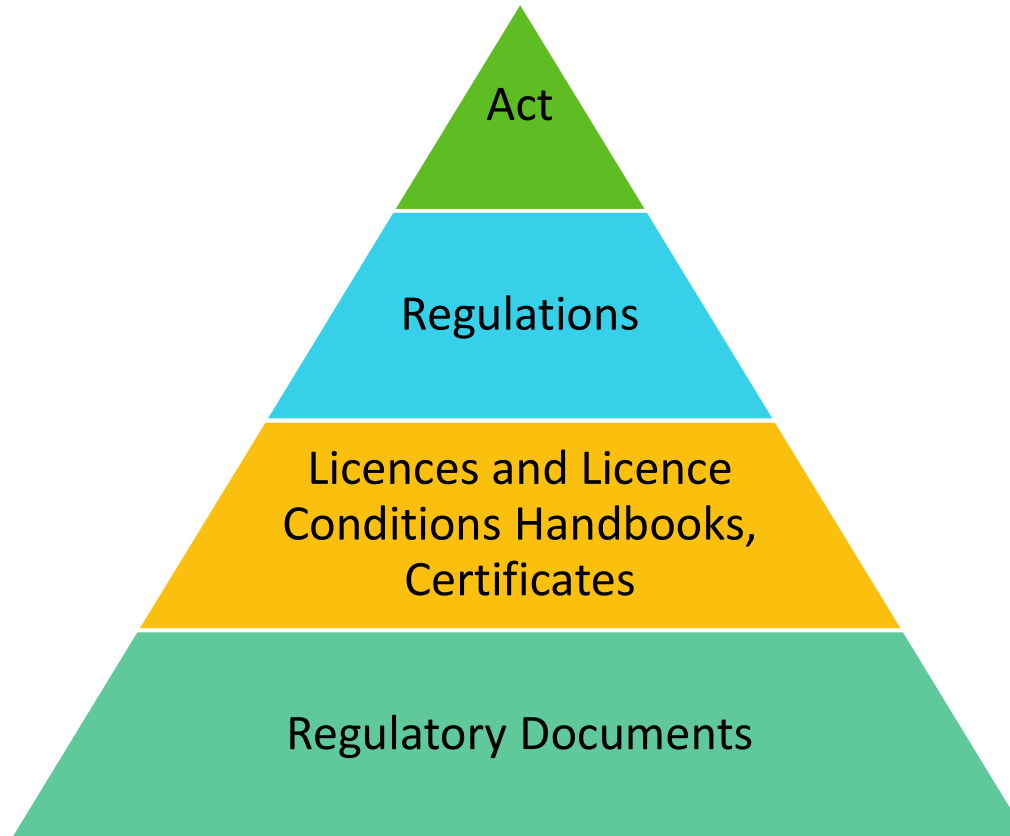 Act
Regulations
Licences and Licence
Conditions Handbooks,
Certificates
Regulatory Documents